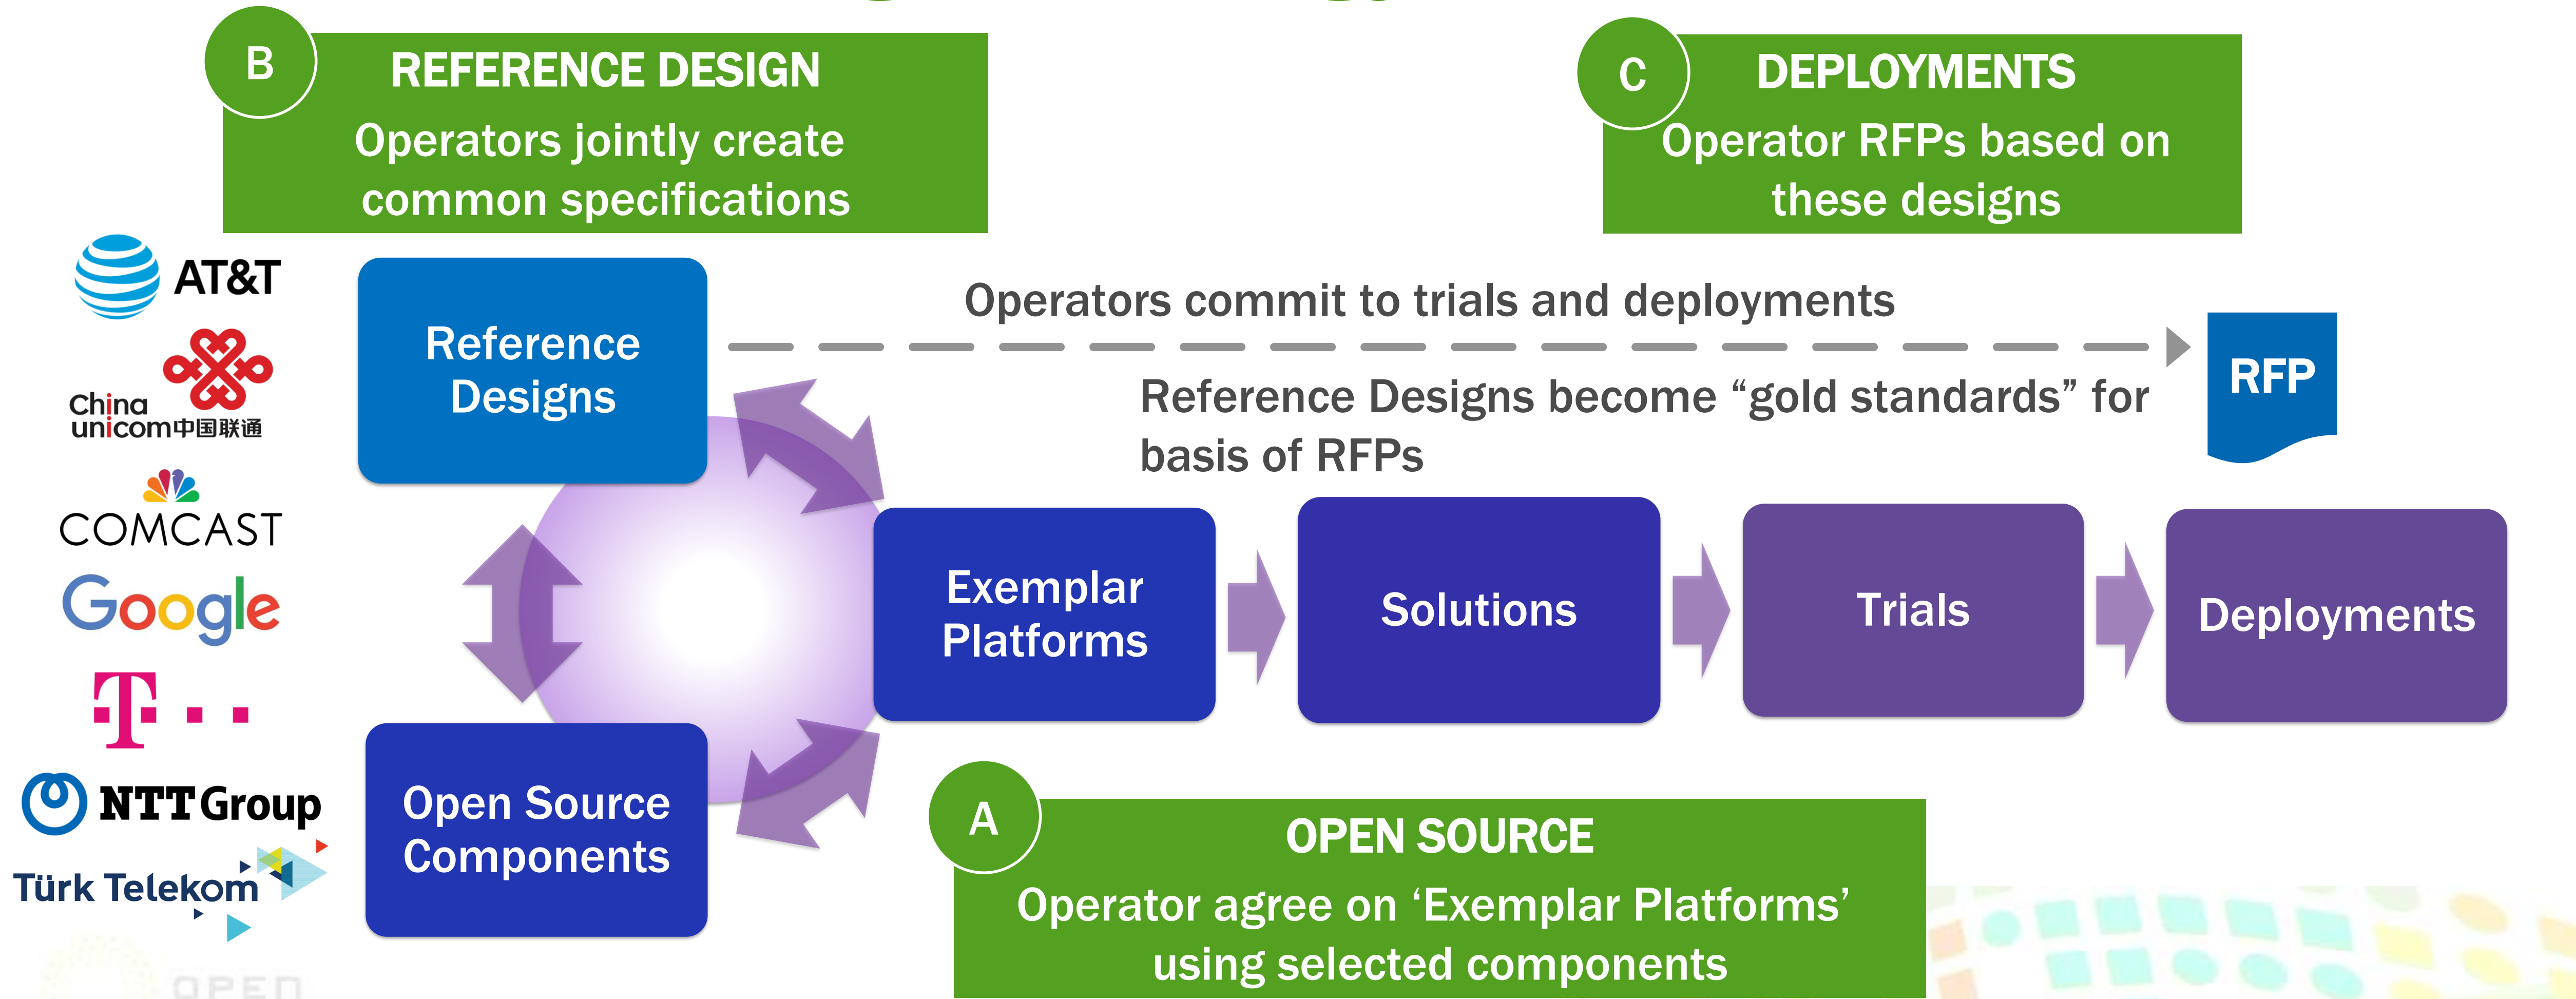 B
REFERENCE DESIGN
Operators jointly create
common specifications
C
DEPLOYMENTS
Operator RFPs based on
these designs
AT&T
China
unicom中国联通
COMCAST
Google
T
NTT Group
Türk Telekom
Reference
Designs
Operators commit to trials and deployments
Reference Designs become “gold standards” for
basis of RFPs
RFP
Exemplar
Platforms
Solutions
Trials
Deployments
Open Source
Components
A
OPEN SOURCE
Operator agree on ‘Exemplar Platforms’
using selected components
OPEN